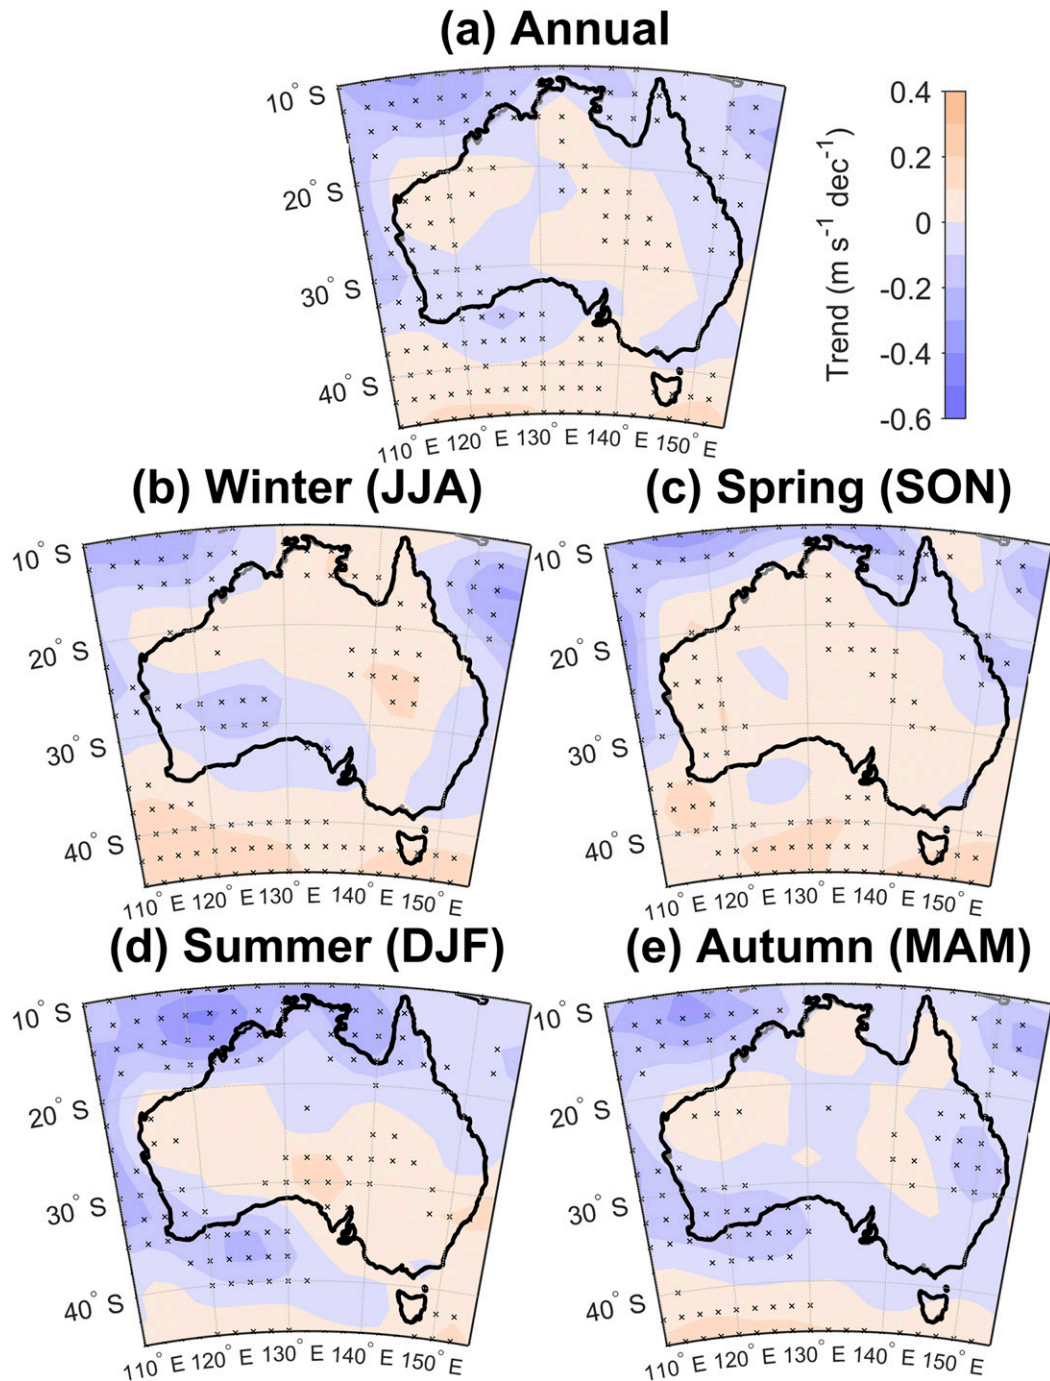 (a) Annual
10° S
20° S
30° S
40° S
110° E 120° E 130° E 140° E 150° E
0.4
0.2
0
-0.2
-0.4
-0.6
Trend (m s⁻¹ dec⁻¹)
(b) Winter (JJA)
10° S
20° S
30° S
40° S
110° E 120° E 130° E 140° E 150° E
(c) Spring (SON)
10° S
20° S
30° S
40° S
110° E 120° E 130° E 140° E 150° E
(d) Summer (DJF)
10° S
20° S
30° S
40° S
110° E 120° E 130° E 140° E 150° E
(e) Autumn (MAM)
10° S
20° S
30° S
40° S
110° E 120° E 130° E 140° E 150° E